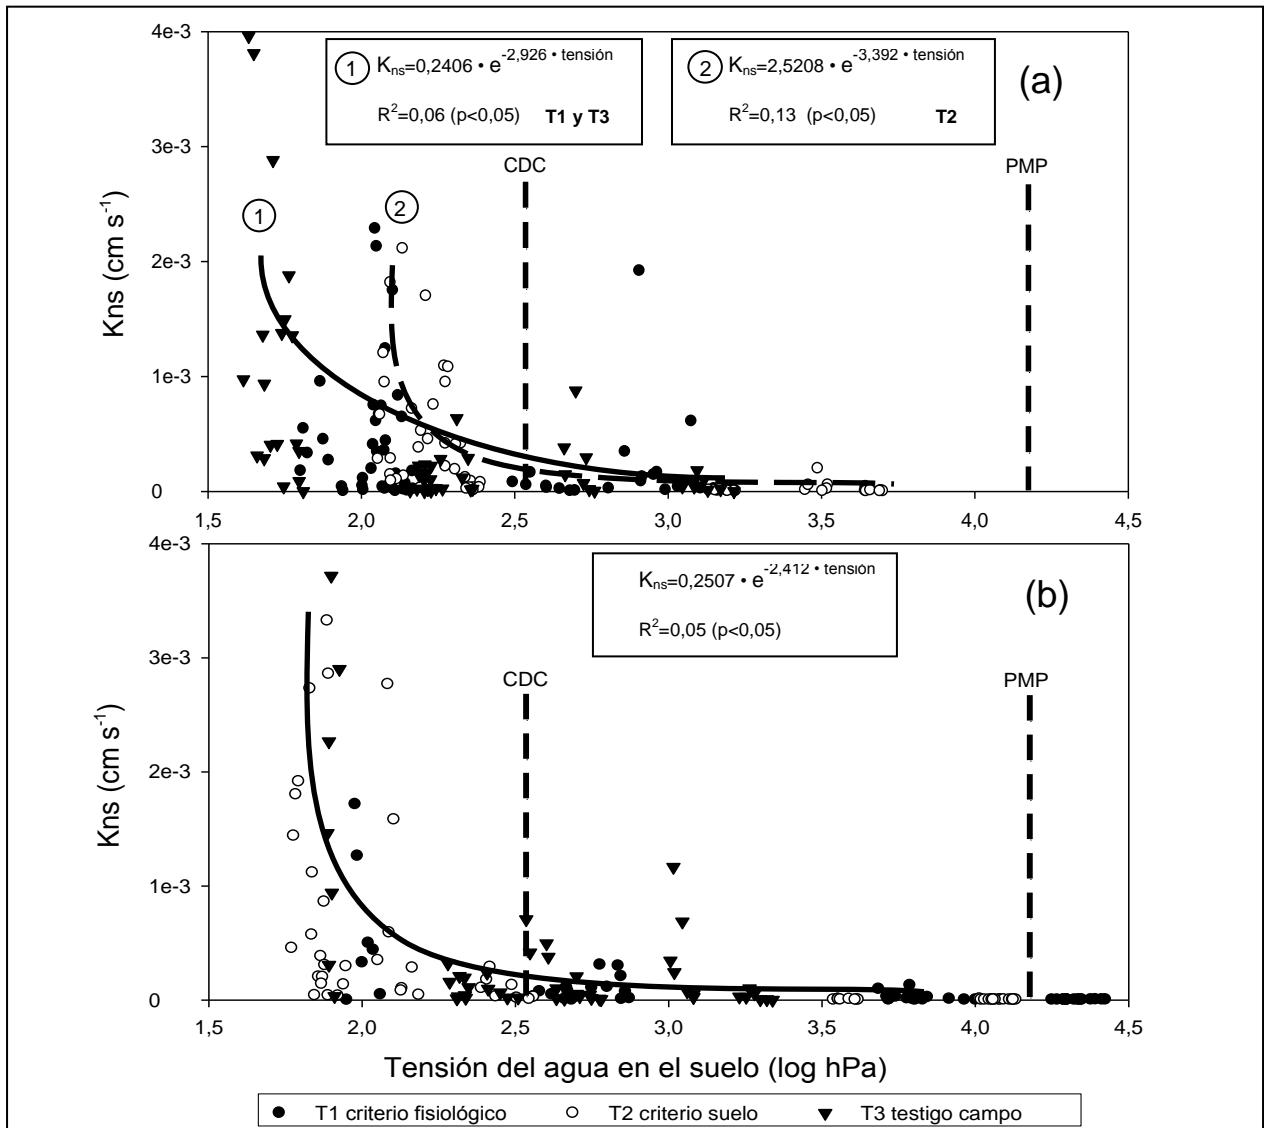 4e-3
3e-3
2e-3
1e-3
0
Kns (cm s-1)
1 Kns=0,2406 • e-2,926 • tensión
R2=0,06 (p<0,05) T1 y T3
2 Kns=2,5208 • e-3,392 • tensión
R2=0,13 (p<0,05) T2
(a)
CDC
PMP
1
2
1,5 2,0 2,5 3,0 3,5 4,0 4,5
4e-3
3e-3
2e-3
1e-3
0
Kns (cm s-1)
Kns=0,2507 • e-2,412 • tensión
R2=0,05 (p<0,05)
(b)
CDC
PMP
1,5 2,0 2,5 3,0 3,5 4,0 4,5
Tensión del agua en el suelo (log hPa)
T1 criterio fisiológico T2 criterio suelo T3 testigo campo